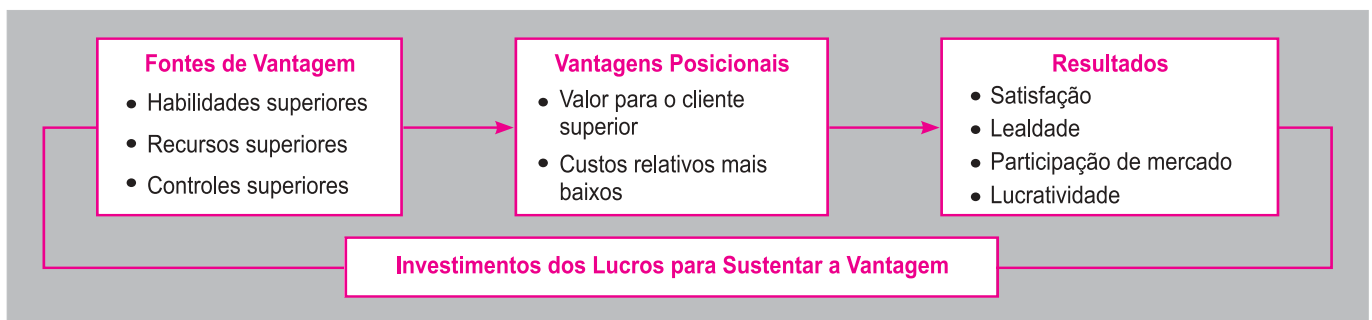 Fontes de Vantagem
• Habilidades superiores
• Recursos superiores
• Controles superiores
Vantagens Posicionais
• Valor para o cliente
superior
• Custos relativos mais
baixos
Resultados
• Satisfação
• Lealdade
• Participação de mercado
• Lucratividade
Investimentos dos Lucros para Sustentar a Vantagem